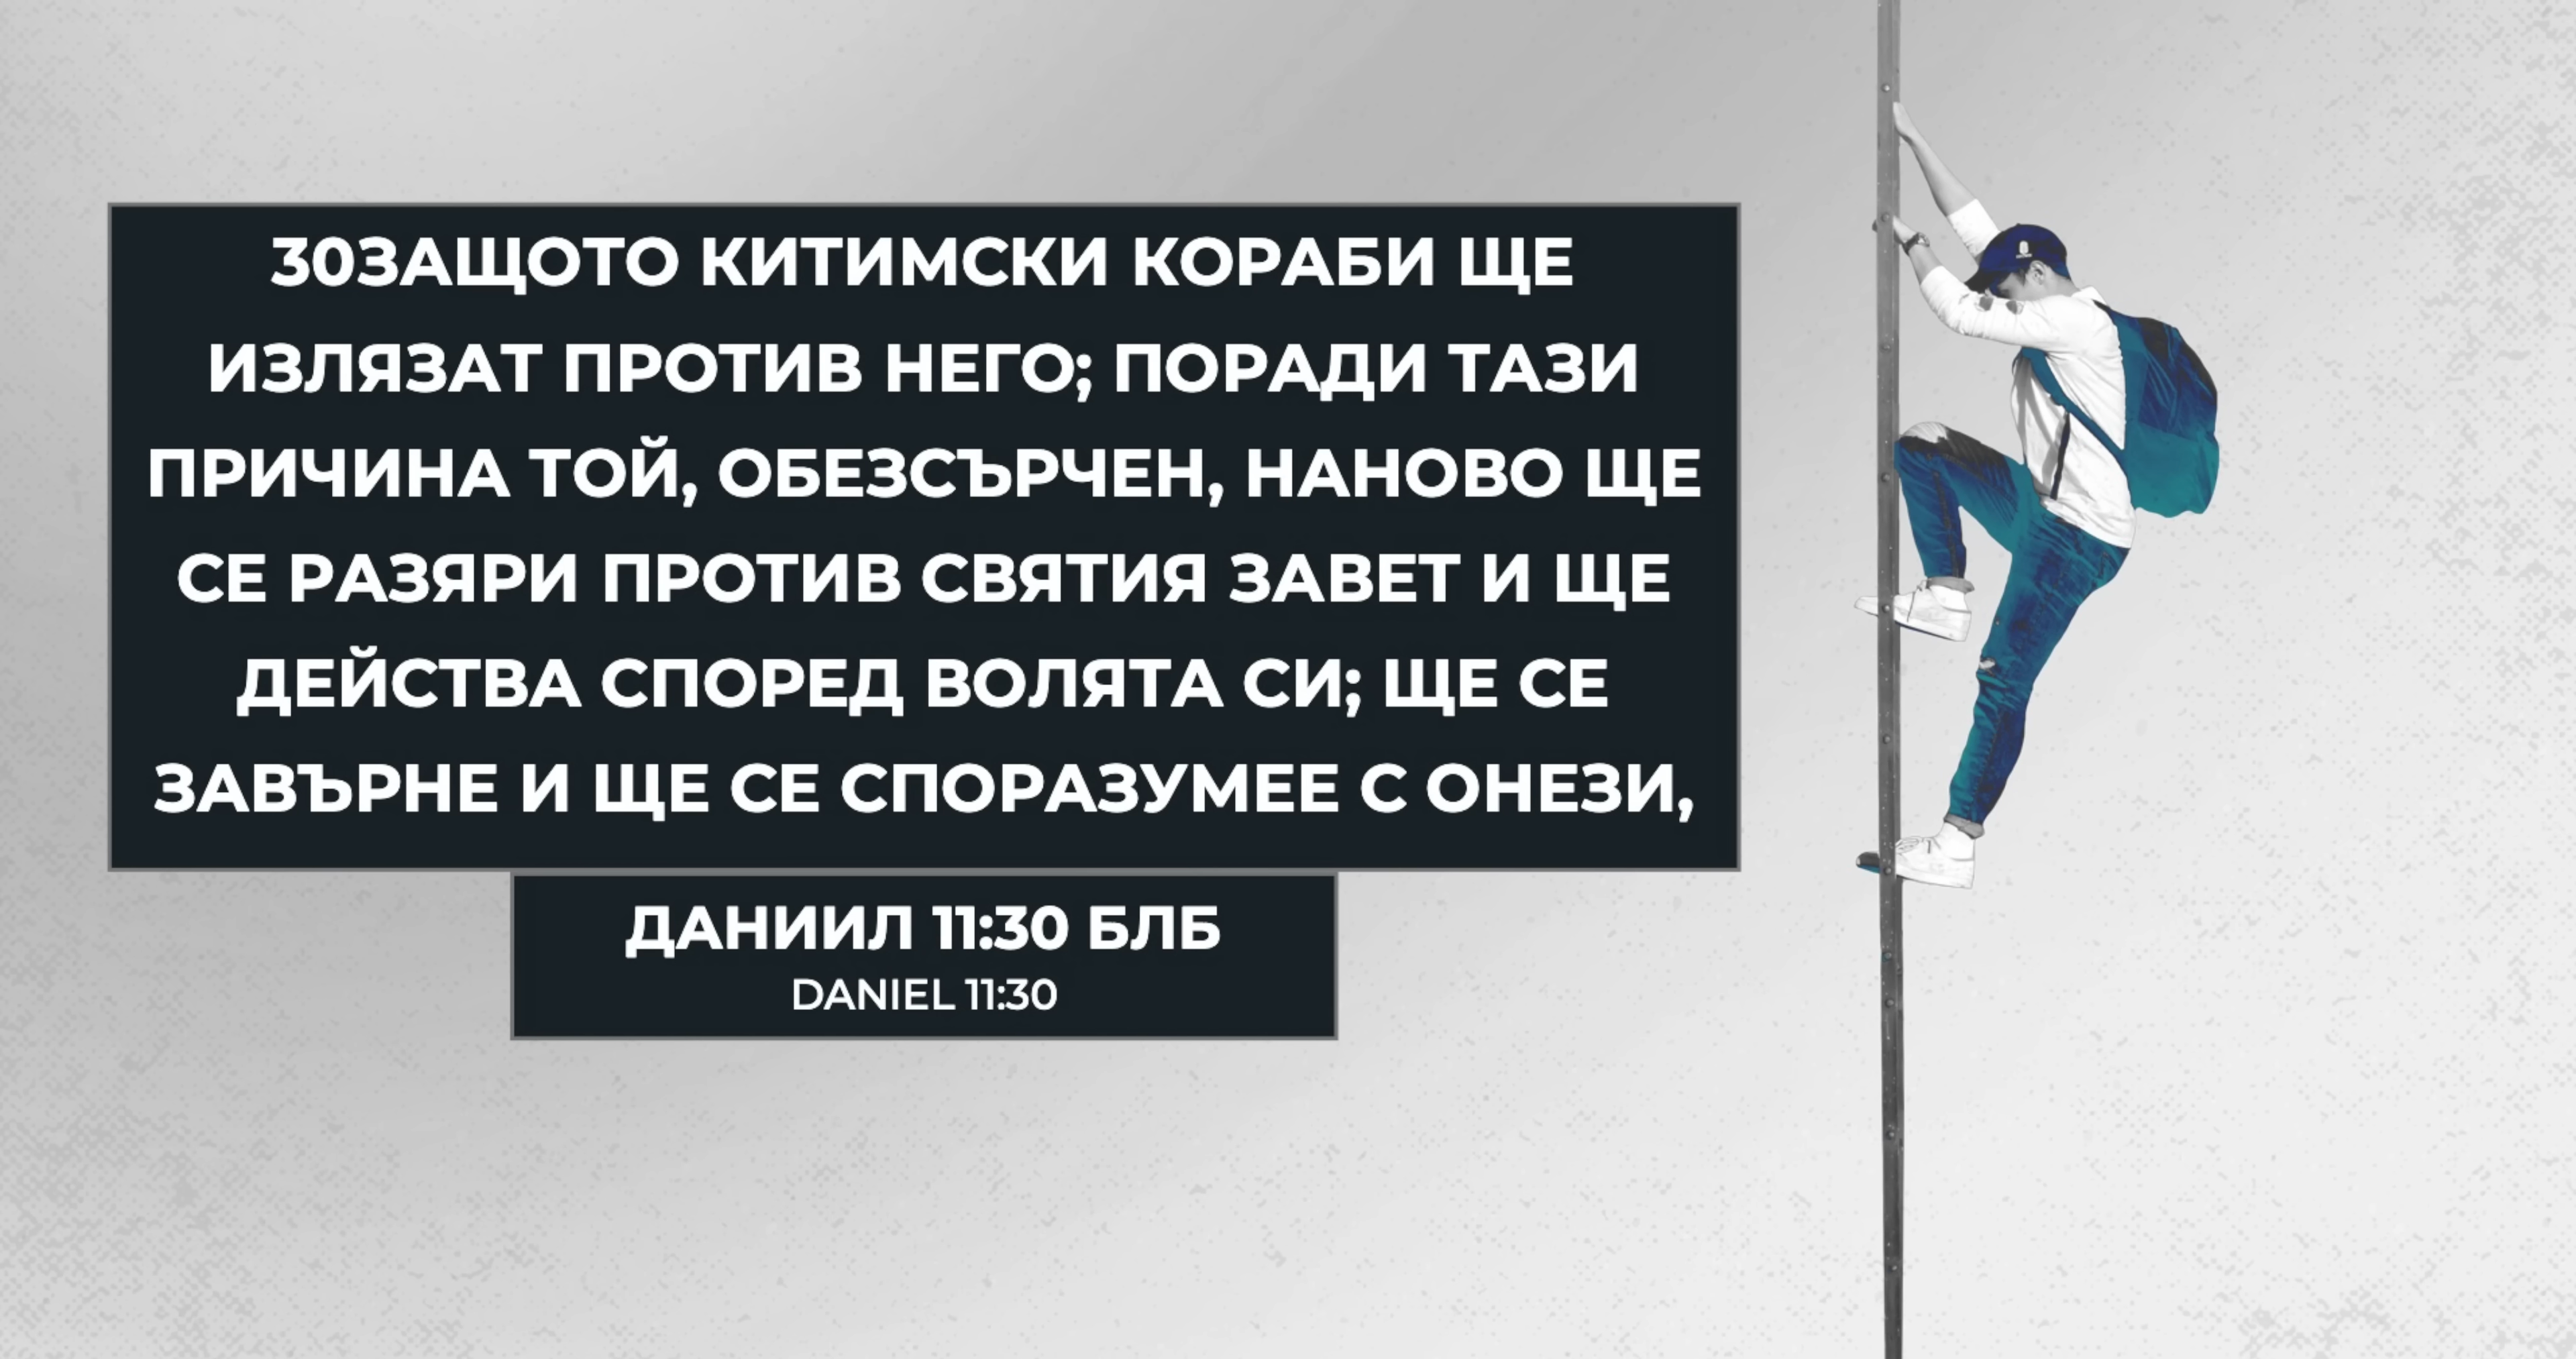 30ЗАЩОТО КИТИМСКИ КОРАБИ ЩЕ
ИЗЛЯЗАТ ПРОТИВ НЕГО; ПОРАДИ ТАЗИ
ПРИЧИНА ТОЙ, ОБЕЗСЪРЧЕН, НАНОВО ЩЕ
СЕ РАЗЯРИ ПРОТИВ СВЯТИЯ ЗАВЕТ И ЩЕ
ДЕЙСТВА СПОРЕД ВОЛЯТА СИ; ЩЕ СЕ
ЗАВЪРНЕ И ЩЕ СЕ СПОРАЗУМЕЕ С ОНЕЗИ,
ДАНИИЛ 11:30 БЛБ
DANIEL 11:30